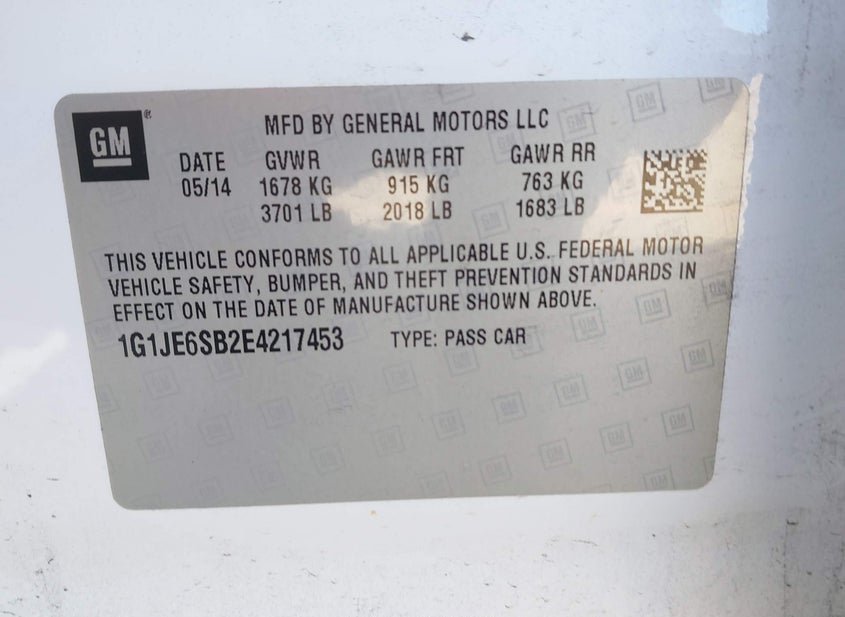 GM ®
MFD BY GENERAL MOTORS LLC
DATE GVWR GAWR FRT GAWR RR
05/14 1678 KG 915 KG 763 KG
3701 LB 2018 LB 1683 LB
THIS VEHICLE CONFORMS TO ALL APPLICABLE U.S. FEDERAL MOTOR
VEHICLE SAFETY, BUMPER, AND THEFT PREVENTION STANDARDS IN
EFFECT ON THE DATE OF MANUFACTURE SHOWN ABOVE.
1G1JE6SB2E4217453 TYPE: PASS CAR